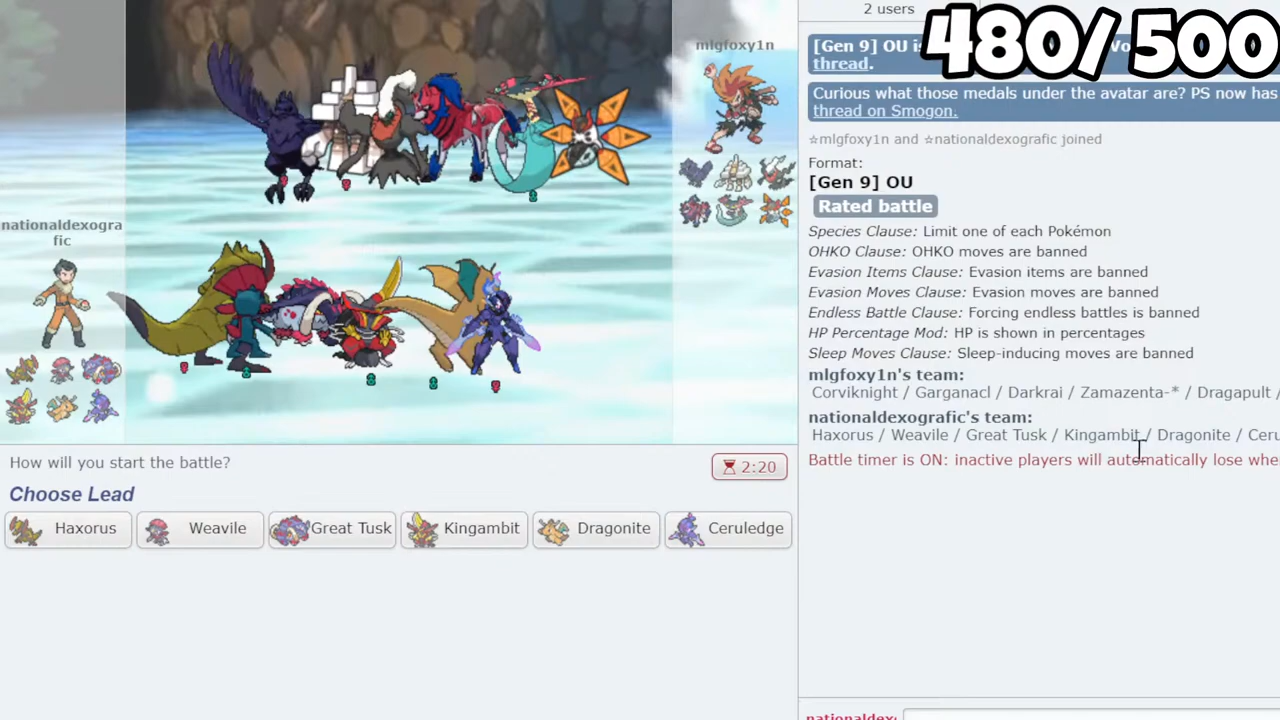 480/500
2 users
[Gen 9] OU is
thread.
Curious what those medals under the avatar are? PS now has
thread on Smogon.
☆mlgfoxy1n and ☆nationaldexografic joined
Format:
[Gen 9] OU
Rated battle
Species Clause: Limit one of each Pokémon
OHKO Clause: OHKO moves are banned
Evasion Items Clause: Evasion items are banned
Evasion Moves Clause: Evasion moves are banned
Endless Battle Clause: Forcing endless battles is banned
HP Percentage Mod: HP is shown in percentages
Sleep Moves Clause: Sleep-inducing moves are banned
mlgfoxy1n's team:
Corviknight / Garganacl / Darkrai / Zamazenta-* / Dragapult /
nationaldexografic's team:
Haxorus / Weavile / Great Tusk / Kingambit / Dragonite / Ceru
Battle timer is ON: inactive players will automatically lose whe
nationaldex
mlgfoxy1n
nationaldexogra
fic
How will you start the battle?
2:20
Choose Lead
Haxorus
Weavile
Great Tusk
Kingambit
Dragonite
Ceruledge